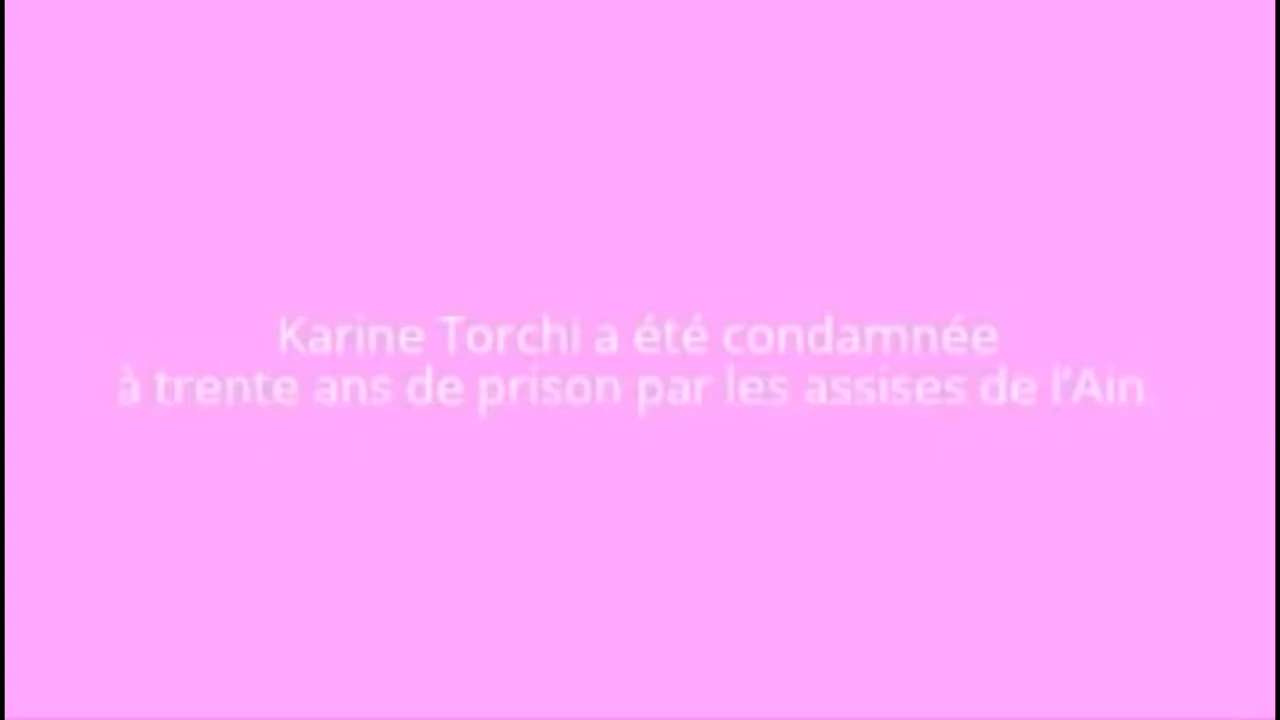 Karine Torchi a été condamnée
à trente ans de prison par les assises de l'Ain